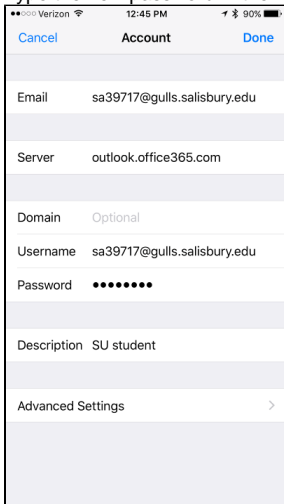 Verizon 12:45 PM 90%
Cancel Account Done
Email sa39717@gulls.salisbury.edu
Server outlook.office365.com
Domain Optional
Username sa39717@gulls.salisbury.edu
Password ●●●●●●●●
Description SU student
Advanced Settings